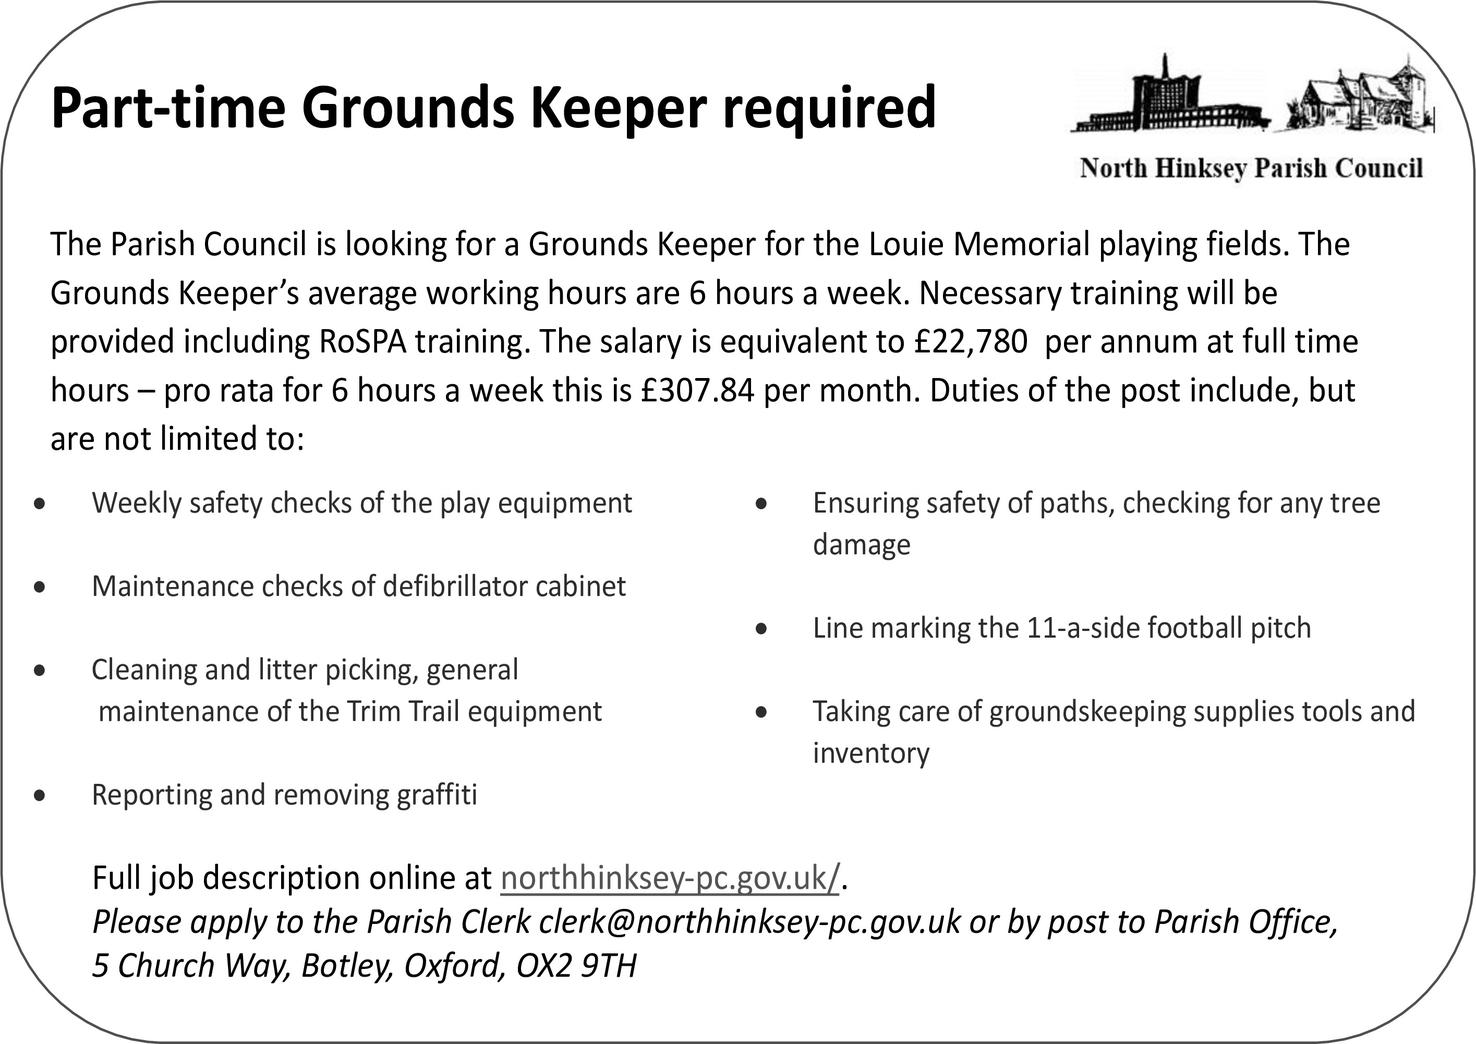 Part-time Grounds Keeper required
North Hinksey Parish Council
The Parish Council is looking for a Grounds Keeper for the Louie Memorial playing fields. The
Grounds Keeper’s average working hours are 6 hours a week. Necessary training will be
provided including RoSPA training. The salary is equivalent to £22,780  per annum at full time
hours – pro rata for 6 hours a week this is £307.84 per month. Duties of the post include, but
are not limited to:
• Weekly safety checks of the play equipment
• Maintenance checks of defibrillator cabinet
• Cleaning and litter picking, general
maintenance of the Trim Trail equipment
• Reporting and removing graffiti
• Ensuring safety of paths, checking for any tree
damage
• Line marking the 11-a-side football pitch
• Taking care of groundskeeping supplies tools and
inventory
Full job description online at northhinksey-pc.gov.uk/.
Please apply to the Parish Clerk clerk@northhinksey-pc.gov.uk or by post to Parish Office,
5 Church Way, Botley, Oxford, OX2 9TH